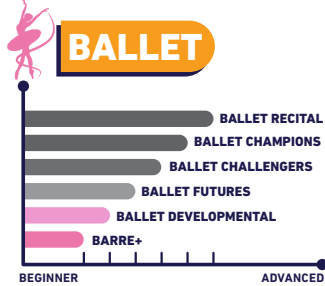 BALLET
BALLET RECITAL
BALLET CHAMPIONS
BALLET CHALLENGERS
BALLET FUTURES
BALLET DEVELOPMENTAL
BARRE+
BEGINNER ADVANCED